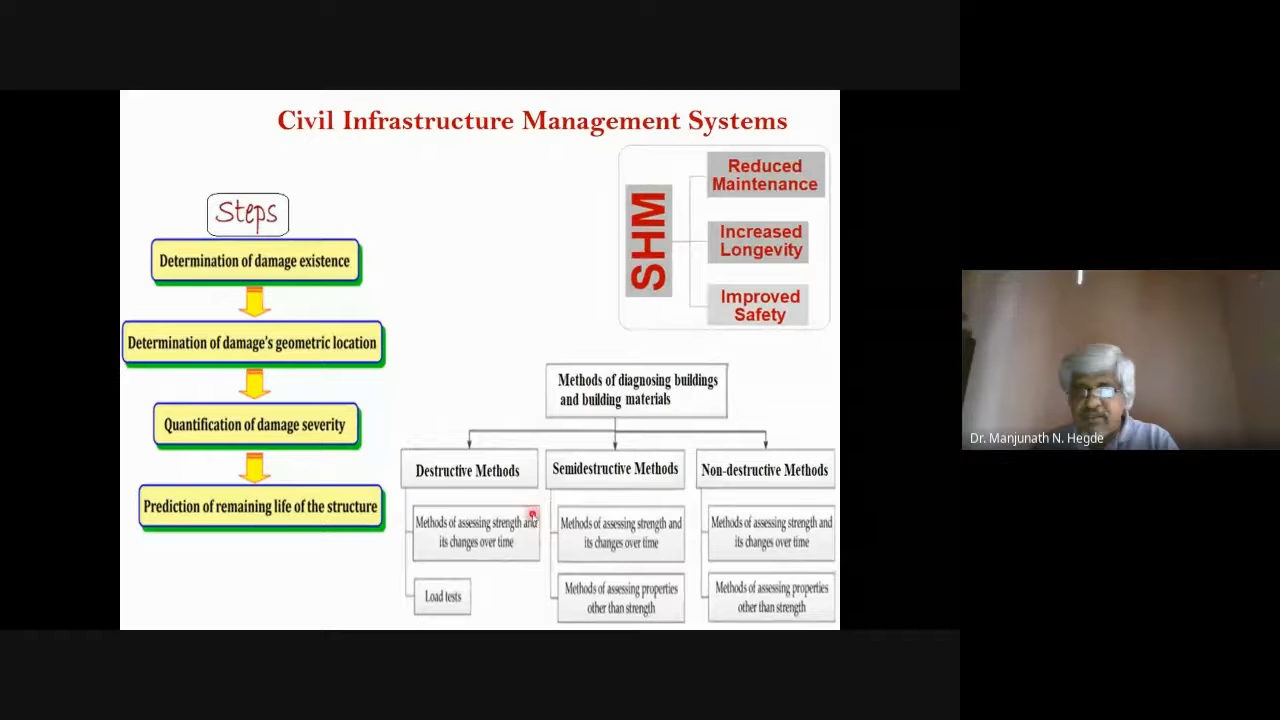 Civil Infrastructure Management Systems
Steps
Determination of damage existence
Determination of damage's geometric location
Quantification of damage severity
Prediction of remaining life of the structure
SHM
Reduced
Maintenance
Increased
Longevity
Improved
Safety
Methods of diagnosing buildings
and building materials
Destructive Methods
Methods of assessing strength and
its changes over time
Load tests
Semidestructive Methods
Methods of assessing strength and
its changes over time
Methods of assessing properties
other than strength
Non-destructive Methods
Methods of assessing strength and
its changes over time
Methods of assessing properties
other than strength
Dr. Manjunath N. Hegde